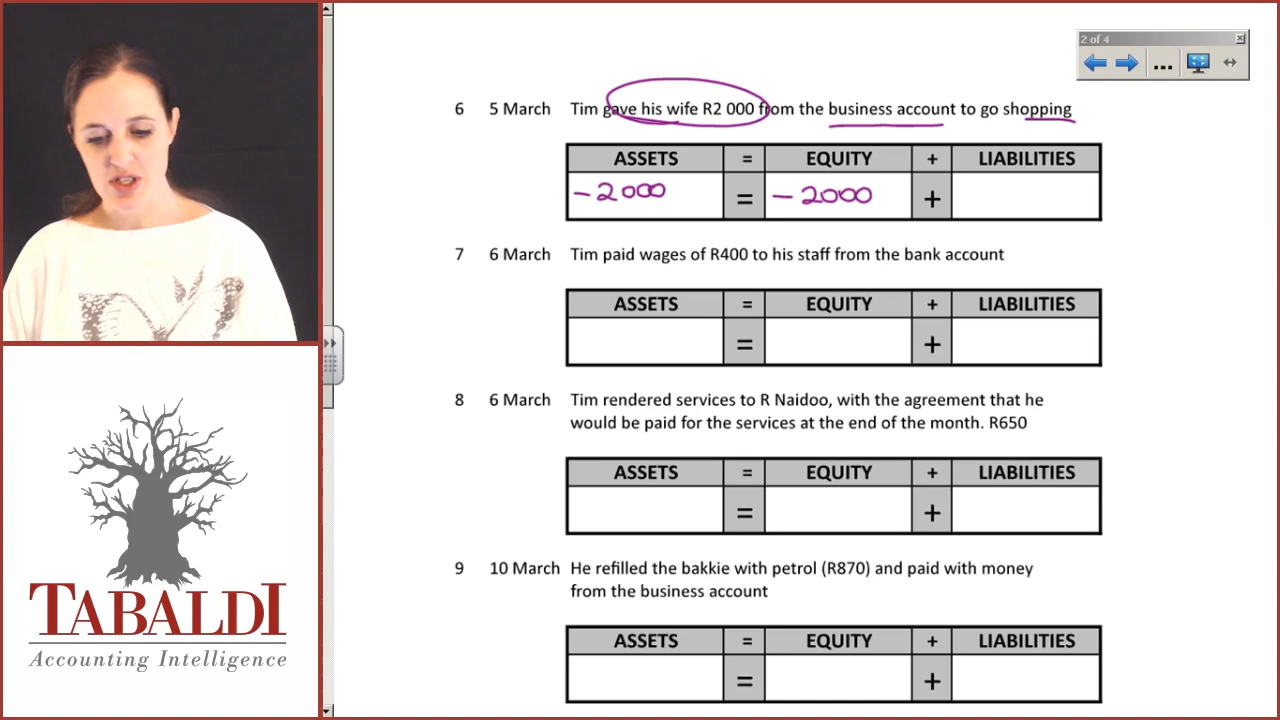 2 of 4
6 5 March Tim gave his wife R2 000 from the business account to go shopping
ASSETS = EQUITY + LIABILITIES
-2000 = -2000 +
7 6 March Tim paid wages of R400 to his staff from the bank account
ASSETS = EQUITY + LIABILITIES
= +
8 6 March Tim rendered services to R Naidoo, with the agreement that he
would be paid for the services at the end of the month. R650
ASSETS = EQUITY + LIABILITIES
= +
9 10 March He refilled the bakkie with petrol (R870) and paid with money
from the business account
ASSETS = EQUITY + LIABILITIES
= +
TABALDI
Accounting Intelligence